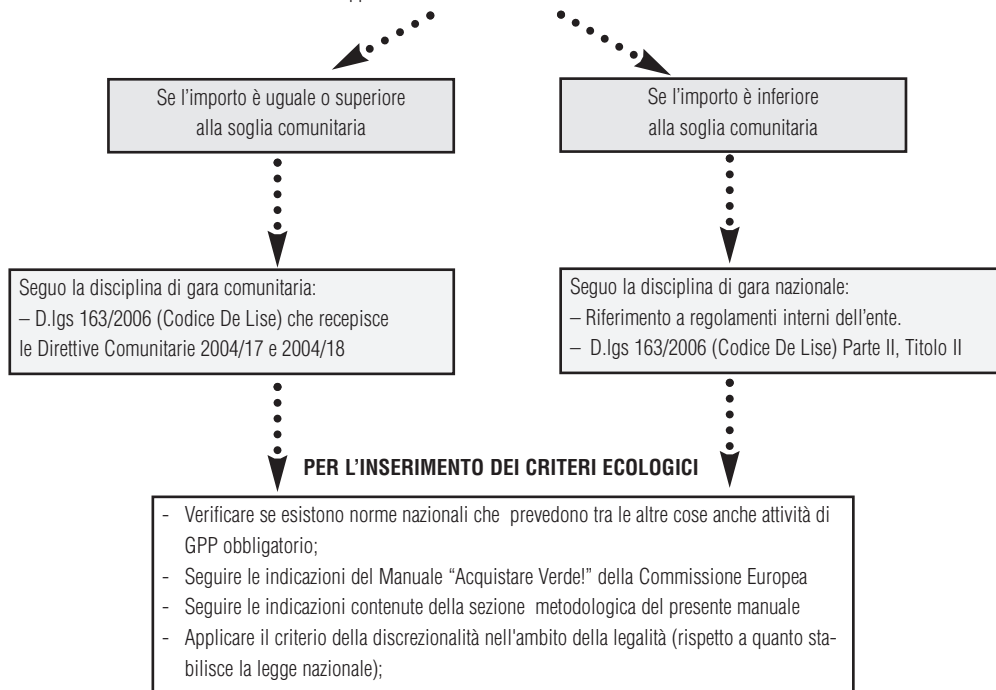 Se l'importo è uguale o superiore
alla soglia comunitaria
Se l'importo è inferiore
alla soglia comunitaria
Seguo la disciplina di gara comunitaria:
– D.lgs 163/2006 (Codice De Lise) che recepisce
le Direttive Comunitarie 2004/17 e 2004/18
Seguo la disciplina di gara nazionale:
– Riferimento a regolamenti interni dell'ente.
– D.lgs 163/2006 (Codice De Lise) Parte II, Titolo II
PER L'INSERIMENTO DEI CRITERI ECOLOGICI
- Verificare se esistono norme nazionali che prevedono tra le altre cose anche attività di
GPP obbligatorio;
- Seguire le indicazioni del Manuale “Acquistare Verde!” della Commissione Europea
- Seguire le indicazioni contenute della sezione metodologica del presente manuale
- Applicare il criterio della discrezionalità nell'ambito della legalità (rispetto a quanto sta-
bilisce la legge nazionale);